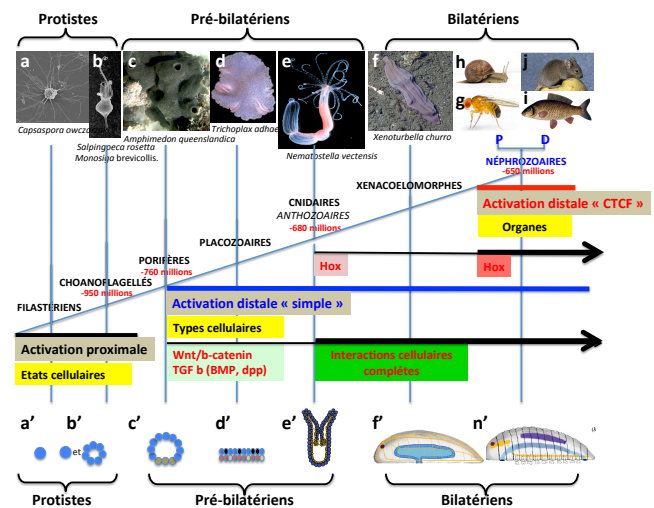 Protistes
Pré-bilatériens
Bilatériens
a
b
c
d
e
f
h
j
g
i
Capsaspora owczarzaki
Salpingoeca rosetta
Monosiga brevicollis.
Amphimedon queenslandica
Trichoplax adhae
Nematostella vectensis
Xenoturbella churro
P D
NÉPHROZOAIRES
-650 millions
XENACOELOMORPHES
Activation distale « CTCF »
Organes
CNIDAIRES
ANTHOZOAIRES
-680 millions
PLACOZOAIRES
Hox
Hox
PORIFÈRES
-760 millions
CHOANOFLAGELLÉS
-950 millions
FILASTÉRIENS
Activation distale « simple »
Types cellulaires
Activation proximale
Etats cellulaires
Wnt/b-catenin
TGF b (BMP, dpp)
Interactions cellulaires
complétes
a’
b’
c’
d’
e’
f’
n’
et
Protistes
Pré-bilatériens
Bilatériens